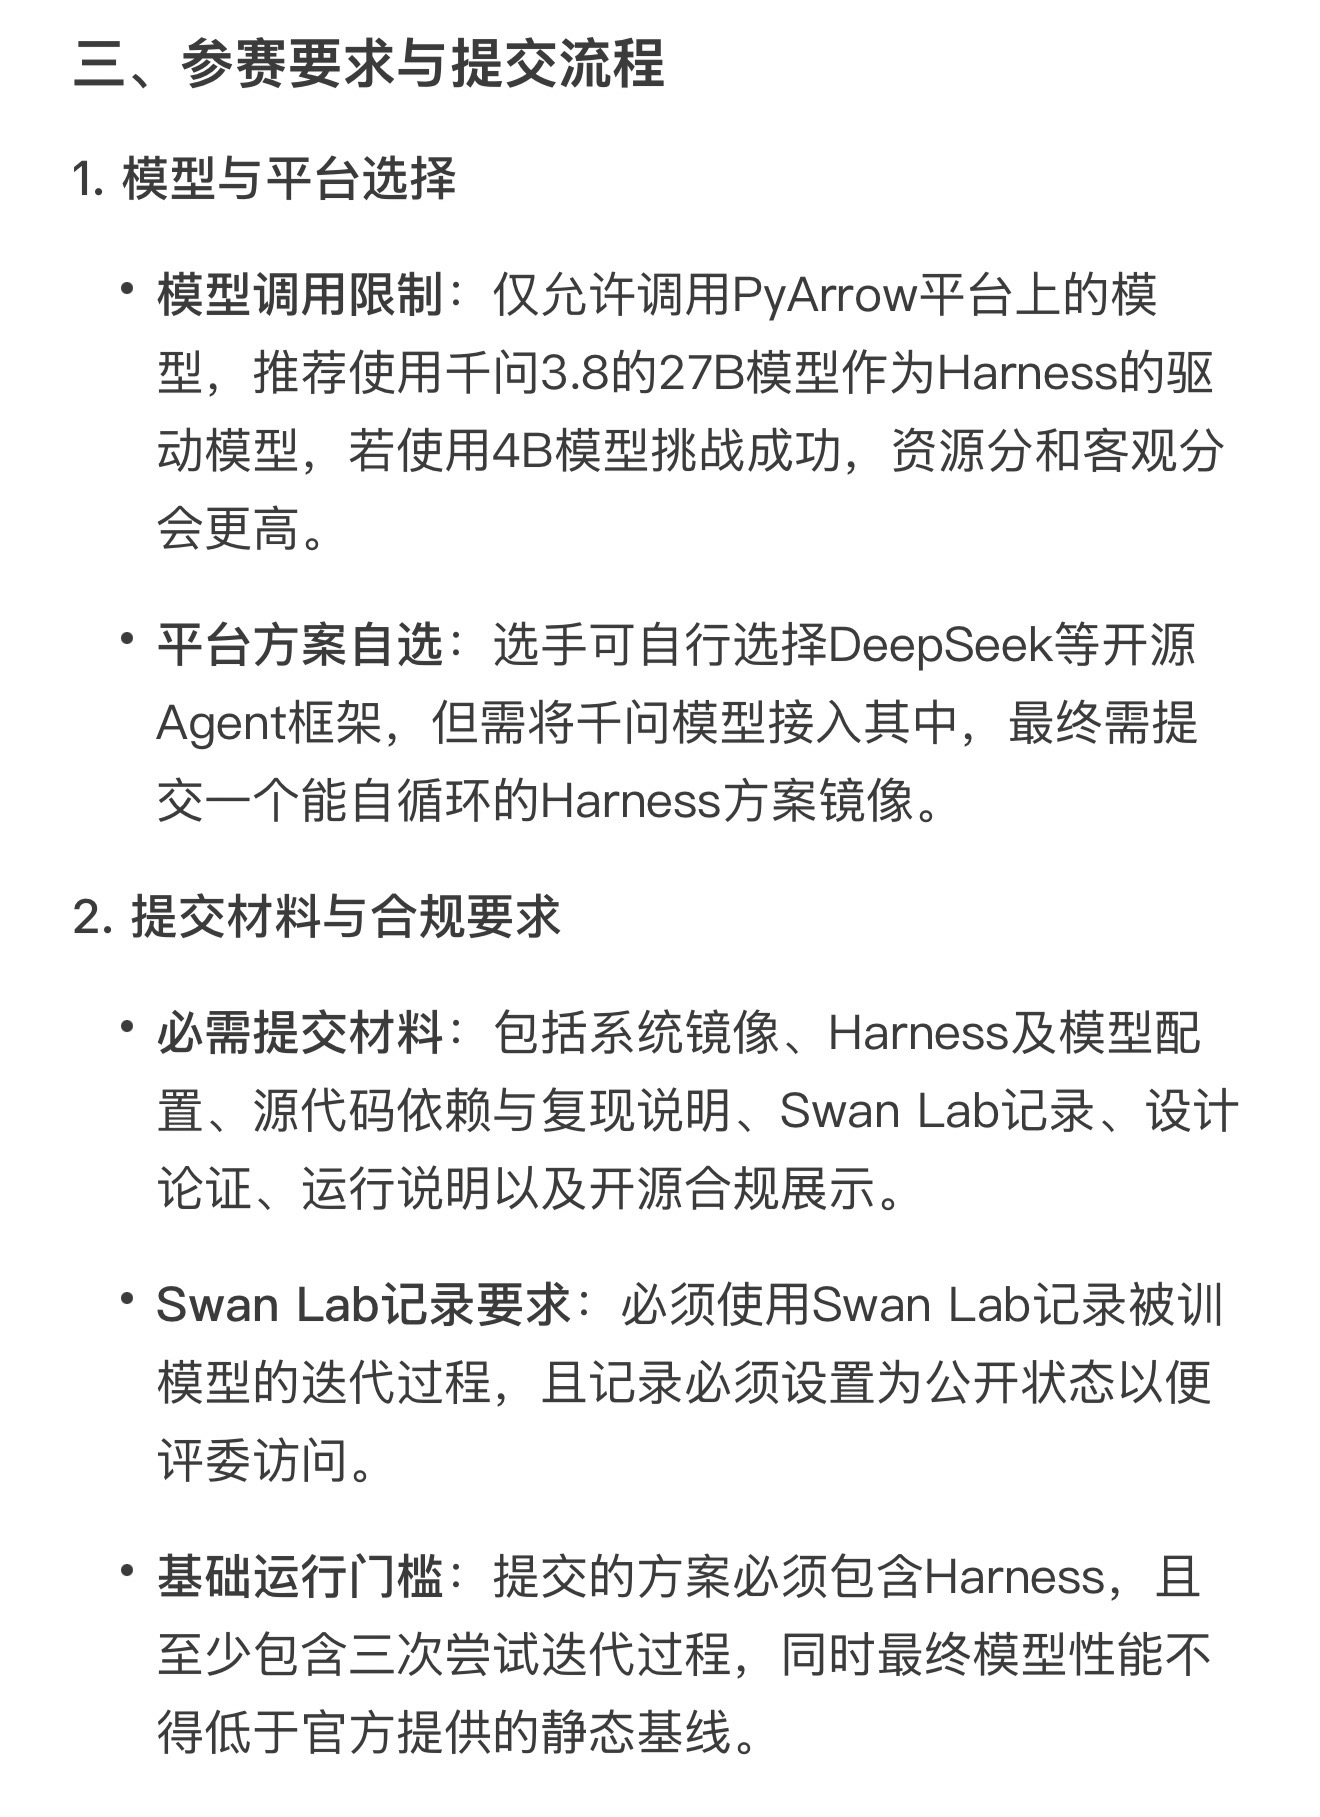 三、参赛要求与提交流程
1. 模型与平台选择
• 模型调用限制：仅允许调用PyArrow平台上的模
型，推荐使用千问3.8的27B模型作为Harness的驱
动模型，若使用4B模型挑战成功，资源分和客观分
会更高。
• 平台方案自选：选手可自行选择DeepSeek等开源
Agent框架，但需将千问模型接入其中，最终需提
交一个能自循环的Harness方案镜像。
2. 提交材料与合规要求
• 必需提交材料：包括系统镜像、Harness及模型配
置、源代码依赖与复现说明、Swan Lab记录、设计
论证、运行说明以及开源合规展示。
• Swan Lab记录要求：必须使用Swan Lab记录被训
模型的迭代过程，且记录必须设置为公开状态以便
评委访问。
• 基础运行门槛：提交的方案必须包含Harness，且
至少包含三次尝试迭代过程，同时最终模型性能不
得低于官方提供的静态基线。